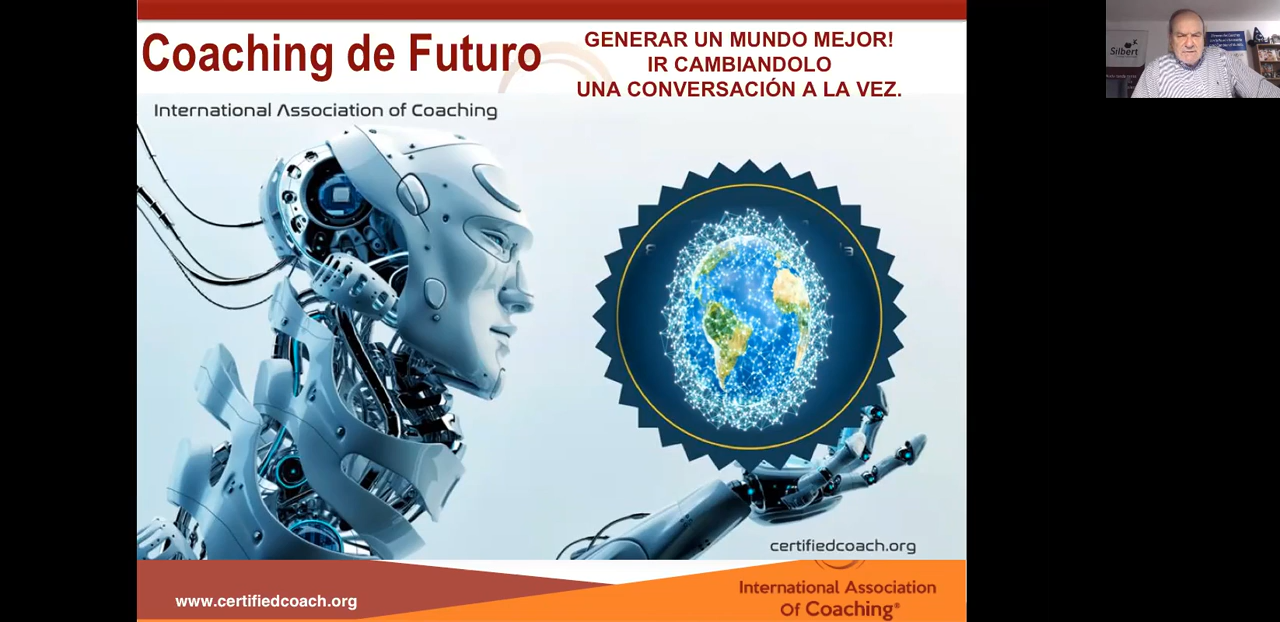 Coaching de Futuro
GENERAR UN MUNDO MEJOR!
IR CAMBIANDOLO
UNA CONVERSACIÓN A LA VEZ.
International Association of Coaching
certifiedcoach.org
www.certifiedcoach.org
International Association
Of Coaching®
Silbert